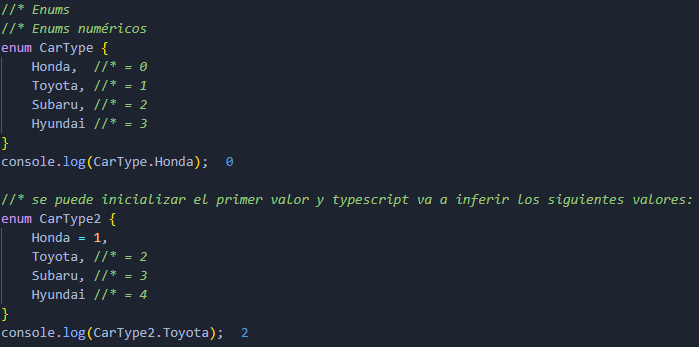 //* Enums
//* Enums numéricos
enum CarType {
    Honda,  //* = 0
    Toyota, //* = 1
    Subaru, //* = 2
    Hyundai //* = 3
}
console.log(CarType.Honda);  0

//* se puede inicializar el primer valor y typescript va a inferir los siguientes valores:
enum CarType2 {
    Honda = 1,
    Toyota, //* = 2
    Subaru, //* = 3
    Hyundai //* = 4
}
console.log(CarType2.Toyota);  2